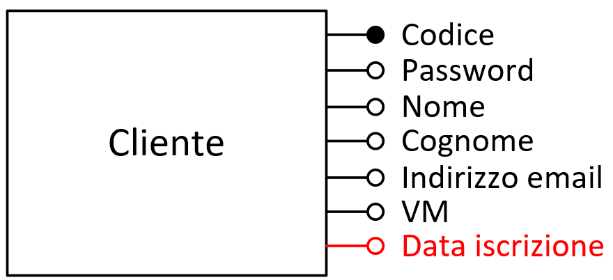 Cliente
Codice
Password
Nome
Cognome
Indirizzo email
VM
Data iscrizione